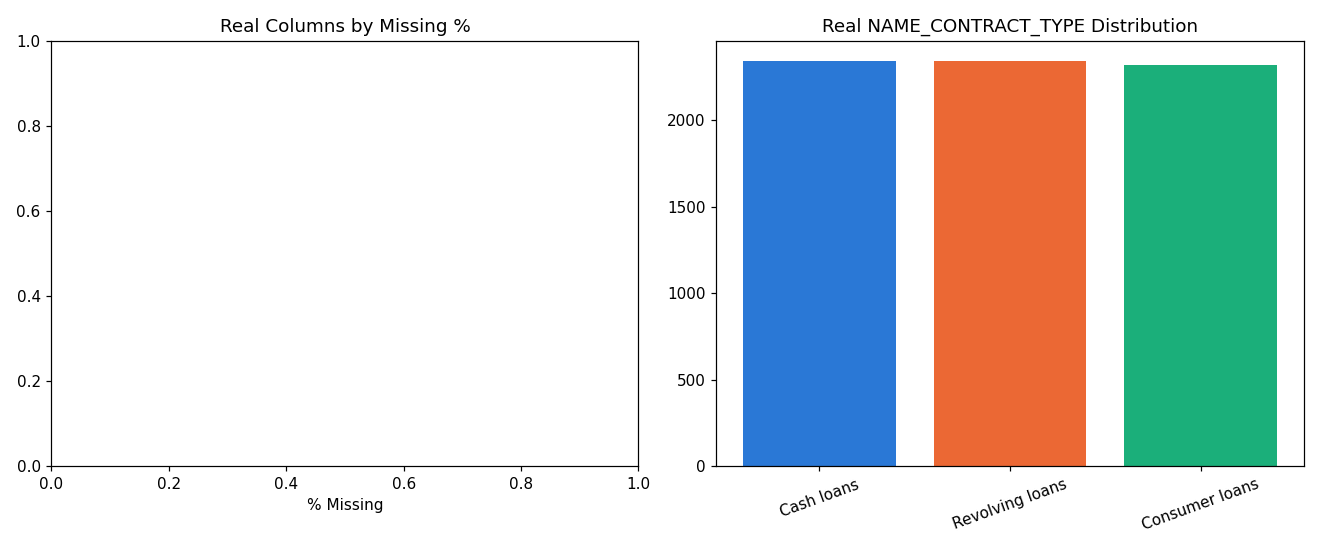 Real Columns by Missing %
1.0
0.8
0.6
0.4
0.2
0.0
0.0 0.2 0.4 0.6 0.8 1.0
% Missing
Real NAME_CONTRACT_TYPE Distribution
2000
1500
1000
500
0
Cash loans Revolving loans Consumer loans